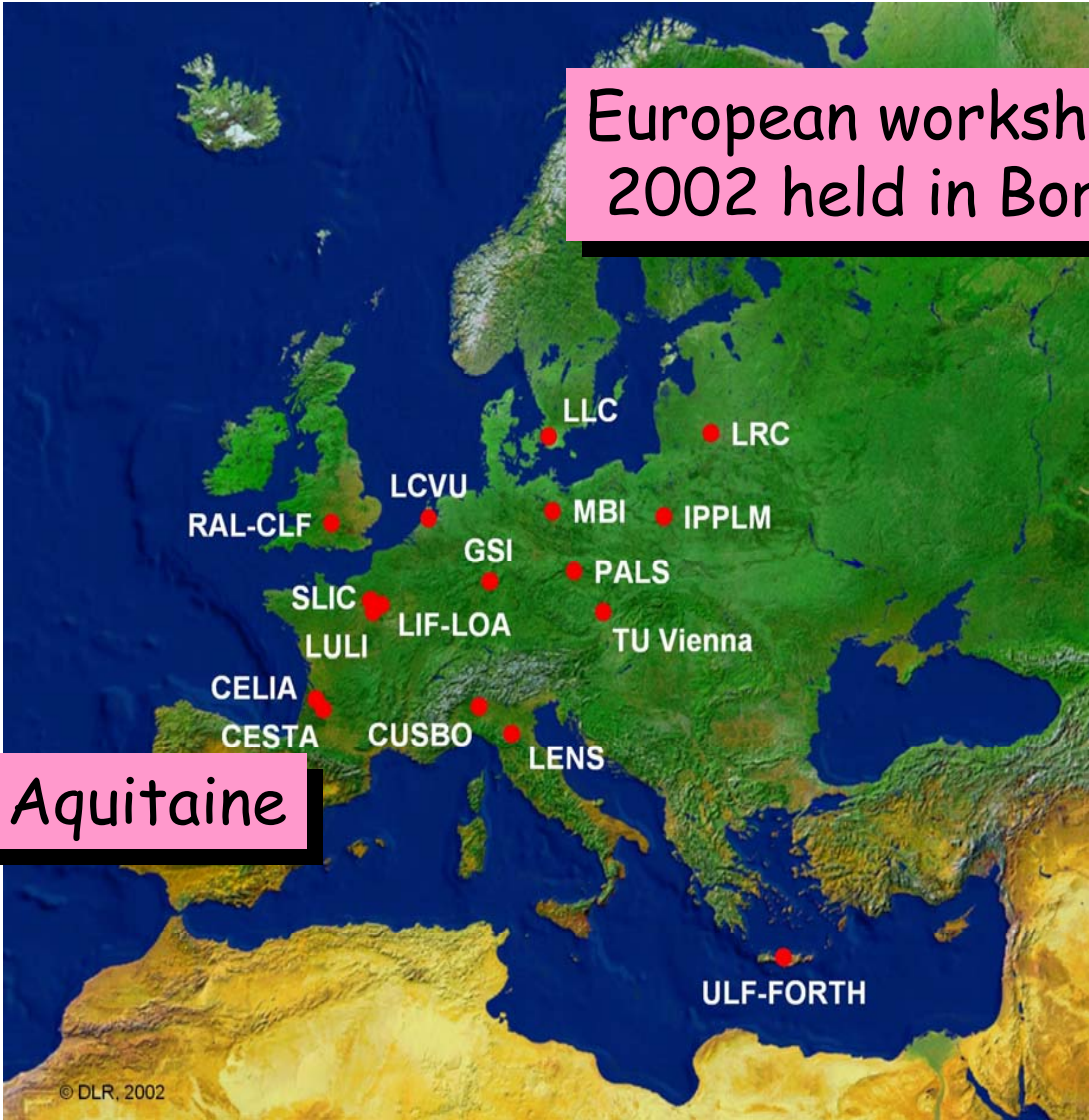 European worksh
2002 held in Bor
LLC
LRC
LCVU
RAL-CLF
MBI
IPPLM
GSI
PALS
SLIC
LIF-LOA
TU Vienna
LULI
CELIA
CESTA
CUSBO
LENS
Aquitaine
ULF-FORTH
© DLR, 2002